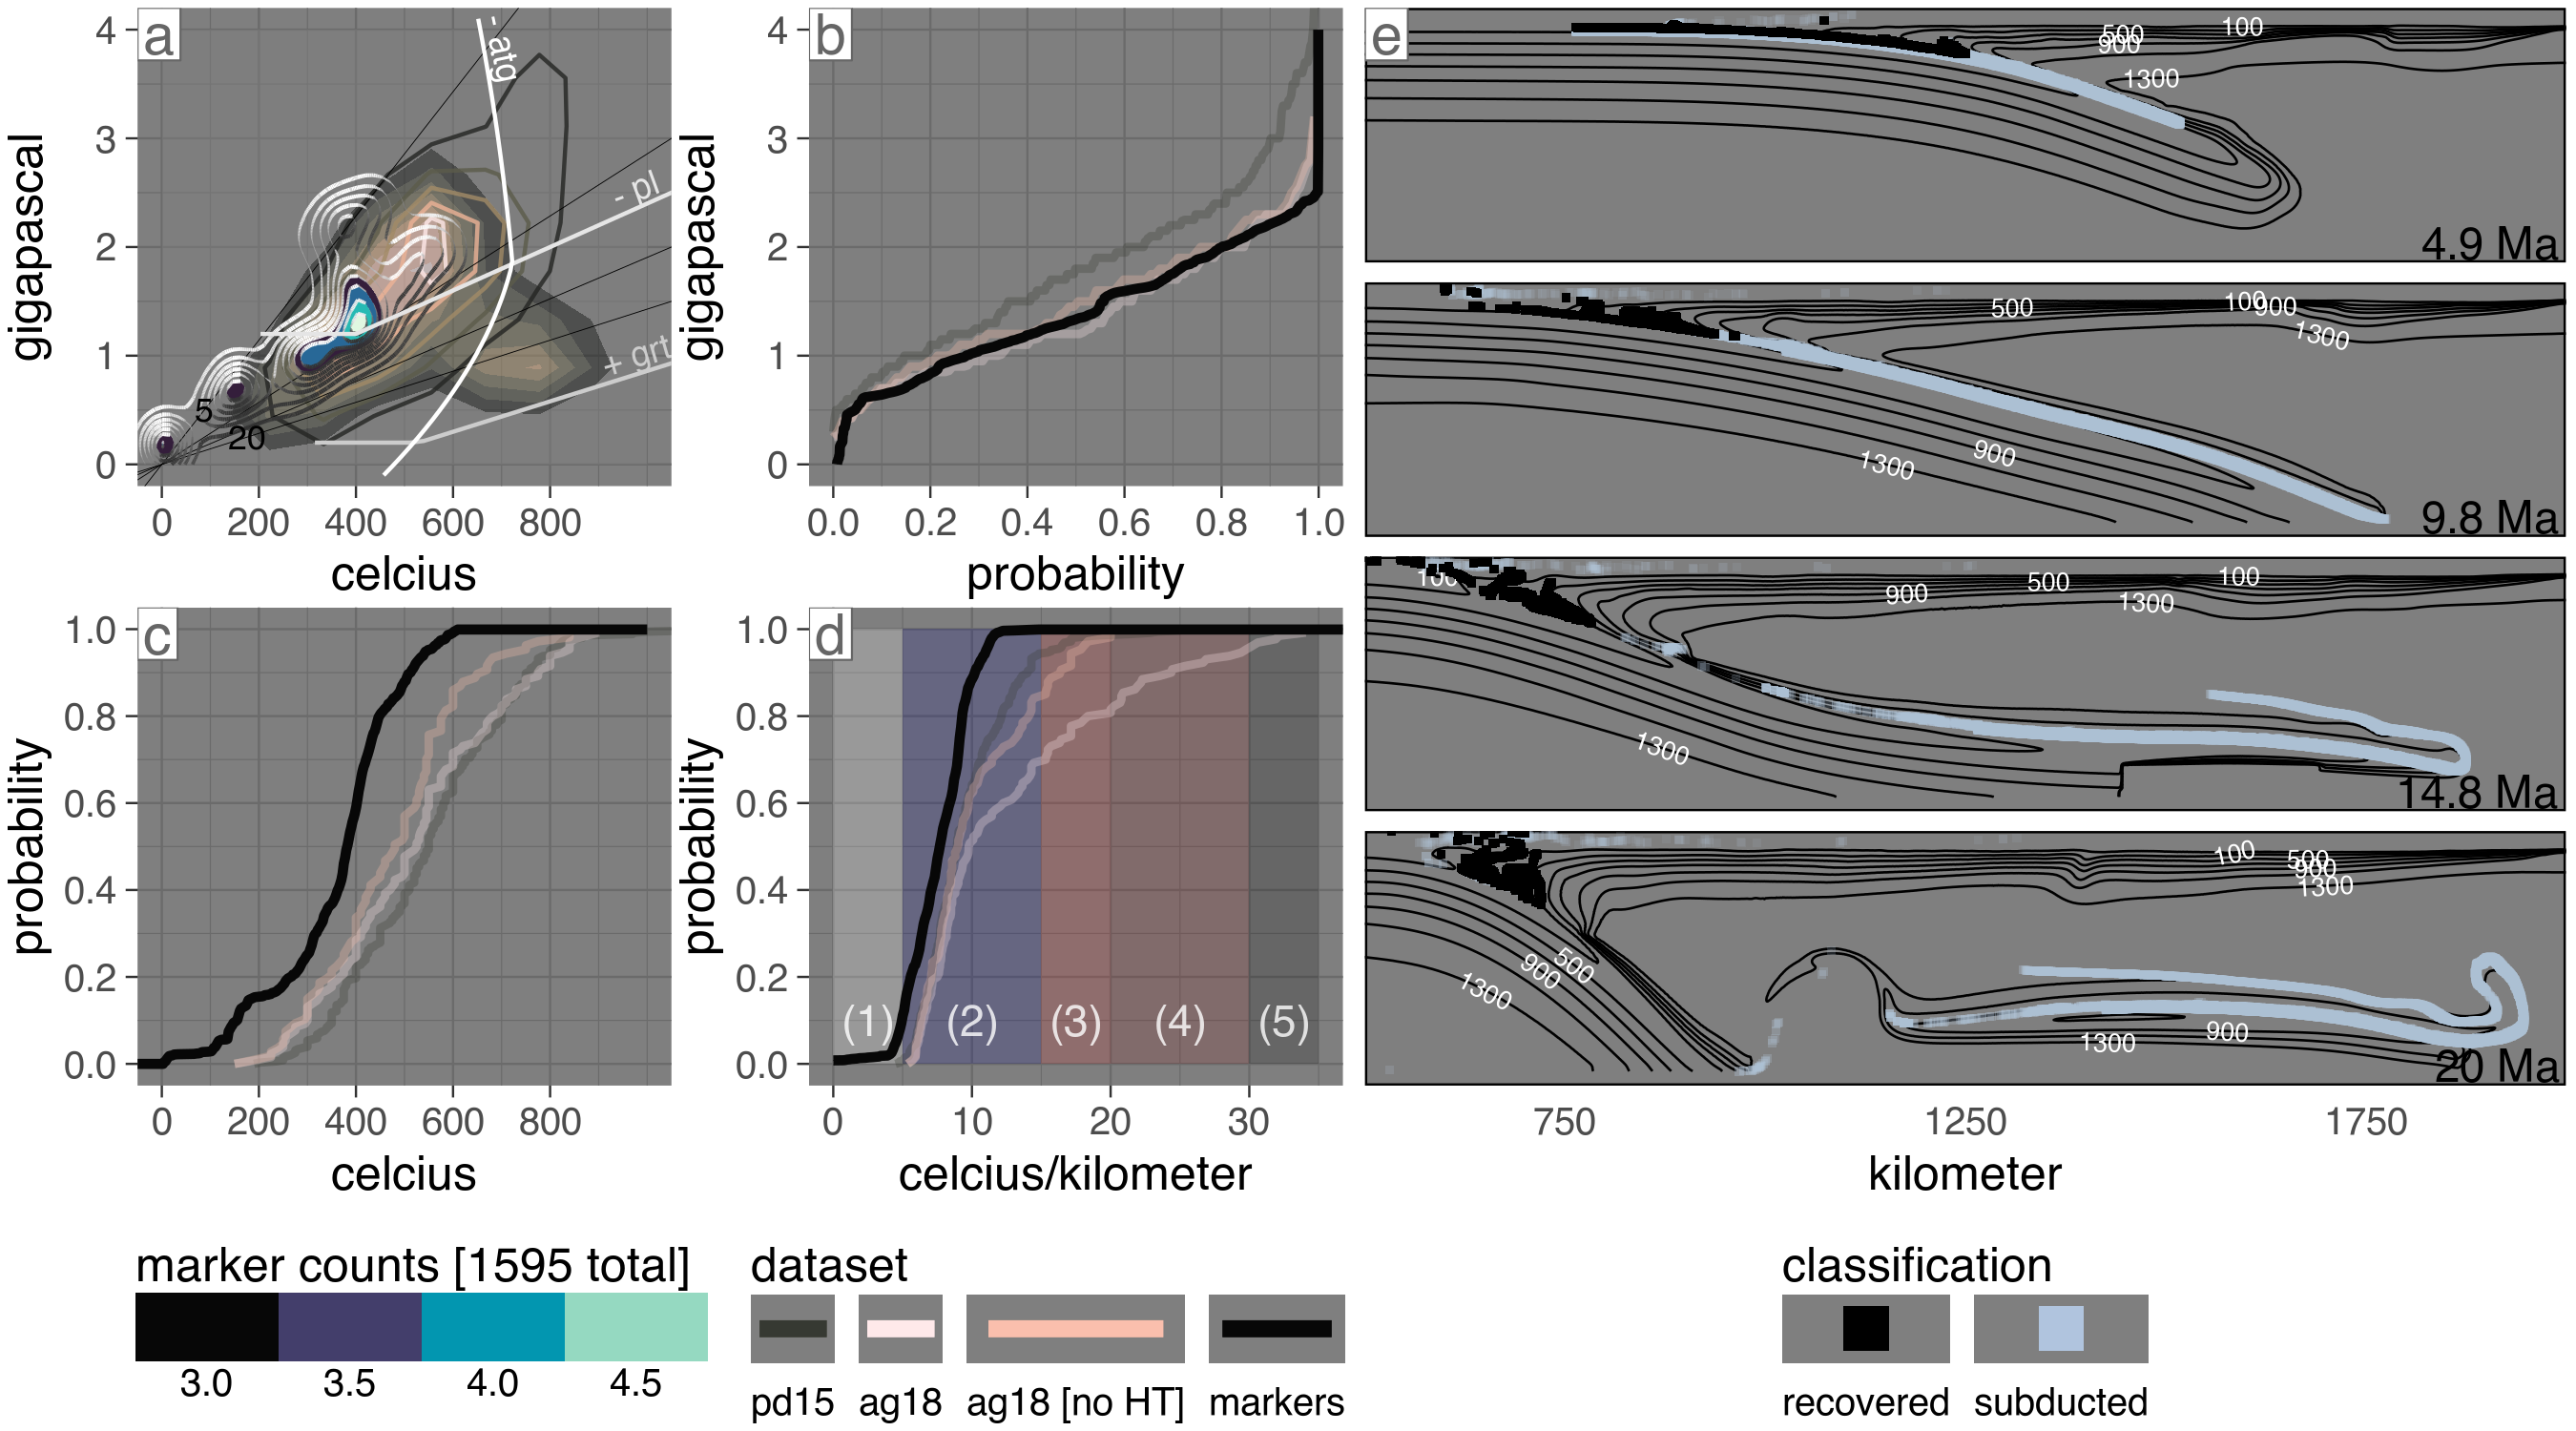 a
gigapascal
4
3
2
1
0
- atg
- pl
+ grt
5
20
0
200
400
600
800
celcius
b
gigapascal
4
3
2
1
0
0.0
0.2
0.4
0.6
0.8
1.0
probability
c
probability
1.0
0.8
0.6
0.4
0.2
0.0
0
200
400
600
800
celcius
d
probability
1.0
0.8
0.6
0.4
0.2
0.0
(1)
(2)
(3)
(4)
(5)
0
10
20
30
celcius/kilometer
e
500
900
100
1300
4.9 Ma
500
100
900
1300
900
1300
9.8 Ma
100
500
100
900
1300
1300
14.8 Ma
100
500
900
1300
500
900
1300
900
1300
20 Ma
750
1250
1750
kilometer
marker counts [1595 total]
3.0
3.5
4.0
4.5
dataset
pd15
ag18
ag18 [no HT]
markers
classification
recovered
subducted